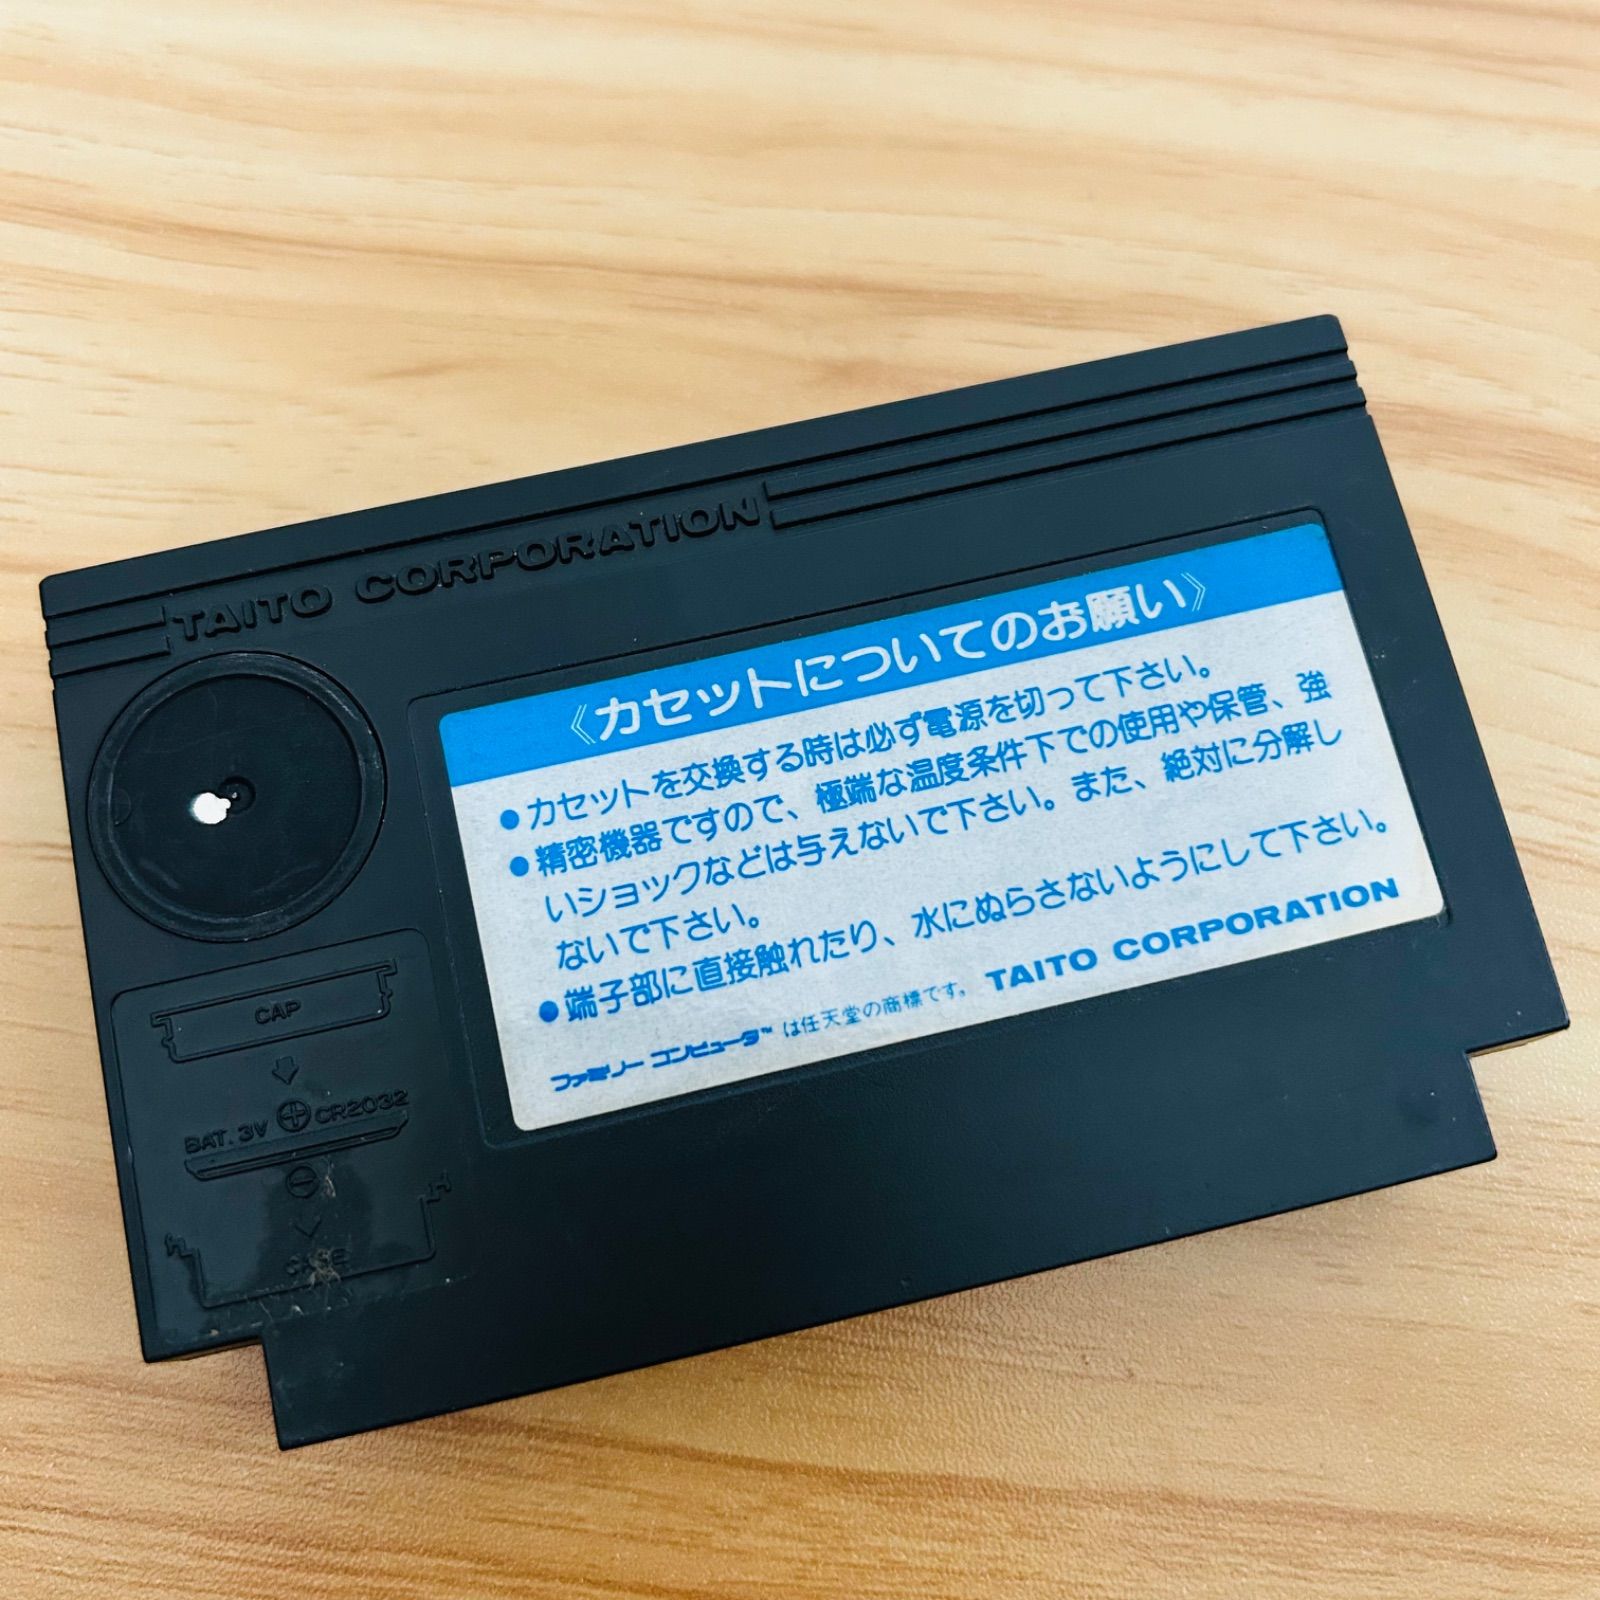 TAITO CORPORATION
《カセットについてのお願い》
●カセットを交換する時は必ず電源を切って下さい。
●精密機器ですので、極端な温度条件下での使用や保管、強
いショックなどは与えないで下さい。また、絶対に分解し
ないで下さい。
●端子部に直接触れたり、水にぬらさないようにして下さい。
ファミリー コンピュータ™ は任天堂の商標です。 TAITO CORPORATION
CAP
BAT. 3V ⊕ CR2032
⊖
CASE